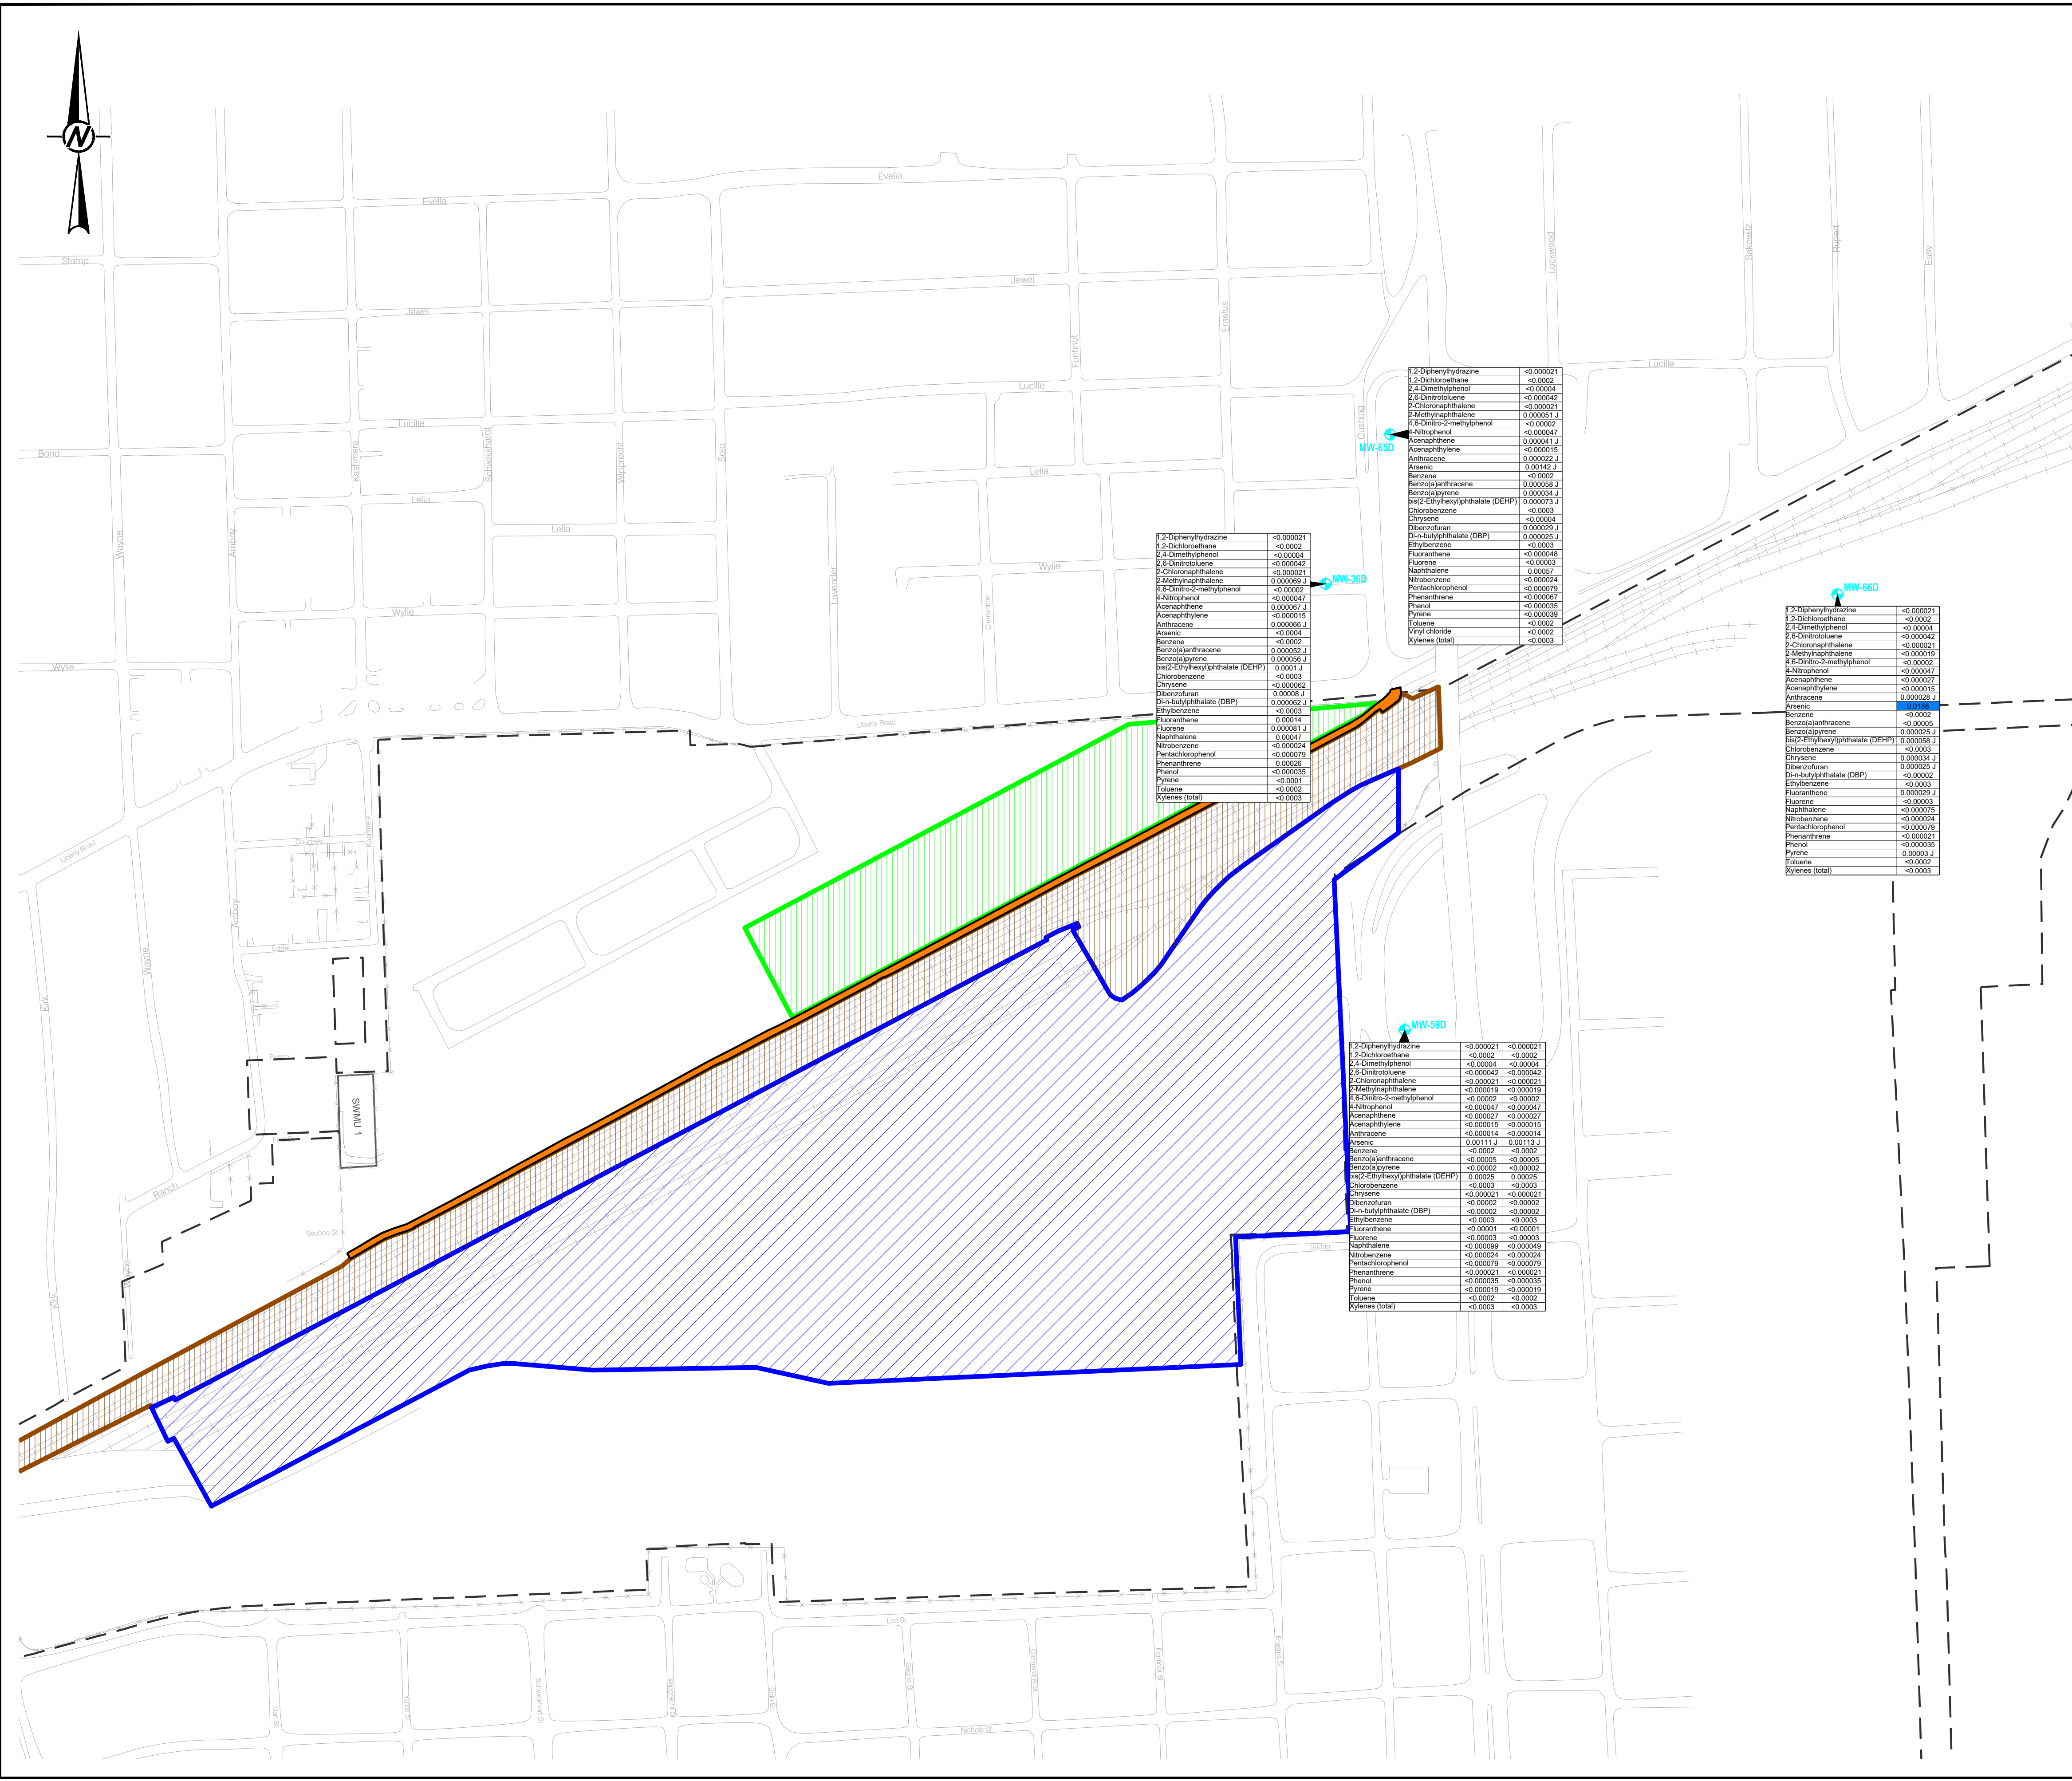 N
Evella
Evella
Stamp
Jewel
Jewel
Erastus
Fontinot
Lockwood
Sakowitz
Rupert
Easy
Lucille
Lucille
Lucille
Cushing
Bond
Kashmere
Schweikhardt
Wipprecht
Solo
Lelia
Lelia
Lelia
Wayne
Amboy
Lavender
Clementine
Wylie
Wylie
Wylie
Liberty Road
Liberty Road
MW-65D
1,2-Diphenylhydrazine <0.000021
1,2-Dichloroethane <0.0002
2,4-Dimethylphenol <0.00004
2,6-Dinitrotoluene <0.000042
2-Chloronaphthalene <0.000021
2-Methylnaphthalene 0.000051 J
4,6-Dinitro-2-methylphenol <0.00002
4-Nitrophenol <0.000047
Acenaphthene 0.000041 J
Acenaphthylene <0.000015
Anthracene 0.000022 J
Arsenic 0.00142 J
Benzene <0.0002
Benzo(a)anthracene 0.000058 J
Benzo(a)pyrene 0.000034 J
bis(2-Ethylhexyl)phthalate (DEHP) 0.000073 J
Chlorobenzene <0.0003
Chrysene <0.00004
Dibenzofuran 0.000029 J
Di-n-butylphthalate (DBP) 0.000025 J
Ethylbenzene <0.0003
Fluoranthene <0.000048
Fluorene <0.00003
Naphthalene 0.00057
Nitrobenzene <0.000024
Pentachlorophenol <0.000079
Phenanthrene <0.000067
Phenol <0.000035
Pyrene <0.000039
Toluene <0.0002
Vinyl chloride <0.0002
Xylenes (total) <0.0003
MW-36D
1,2-Diphenylhydrazine <0.000021
1,2-Dichloroethane <0.0002
2,4-Dimethylphenol <0.00004
2,6-Dinitrotoluene <0.000042
2-Chloronaphthalene <0.000021
2-Methylnaphthalene 0.000069 J
4,6-Dinitro-2-methylphenol <0.00002
4-Nitrophenol <0.000047
Acenaphthene 0.000067 J
Acenaphthylene <0.000015
Anthracene 0.000066 J
Arsenic <0.0004
Benzene <0.0002
Benzo(a)anthracene 0.000052 J
Benzo(a)pyrene 0.000056 J
bis(2-Ethylhexyl)phthalate (DEHP) 0.0001 J
Chlorobenzene <0.0003
Chrysene <0.000062
Dibenzofuran 0.00008 J
Di-n-butylphthalate (DBP) 0.000062 J
Ethylbenzene <0.0003
Fluoranthene 0.00014
Fluorene 0.000081 J
Naphthalene 0.00047
Nitrobenzene <0.000024
Pentachlorophenol <0.000079
Phenanthrene 0.00026
Phenol <0.000035
Pyrene <0.0001
Toluene <0.0002
Xylenes (total) <0.0003
MW-66D
1,2-Diphenylhydrazine <0.000021
1,2-Dichloroethane <0.0002
2,4-Dimethylphenol <0.00004
2,6-Dinitrotoluene <0.000042
2-Chloronaphthalene <0.000021
2-Methylnaphthalene <0.000019
4,6-Dinitro-2-methylphenol <0.00002
4-Nitrophenol <0.000047
Acenaphthene <0.000027
Acenaphthylene <0.000015
Anthracene 0.000028 J
Arsenic 0.0188
Benzene <0.0002
Benzo(a)anthracene <0.00005
Benzo(a)pyrene 0.000025 J
bis(2-Ethylhexyl)phthalate (DEHP) 0.000058 J
Chlorobenzene <0.0003
Chrysene 0.000034 J
Dibenzofuran 0.000025 J
Di-n-butylphthalate (DBP) <0.00002
Ethylbenzene <0.0003
Fluoranthene 0.000029 J
Fluorene <0.00003
Naphthalene <0.000075
Nitrobenzene <0.000024
Pentachlorophenol <0.000079
Phenanthrene <0.000021
Phenol <0.000035
Pyrene 0.00003 J
Toluene <0.0002
Xylenes (total) <0.0003
MW-59D
1,2-Diphenylhydrazine <0.000021 <0.000021
1,2-Dichloroethane <0.0002 <0.0002
2,4-Dimethylphenol <0.00004 <0.00004
2,6-Dinitrotoluene <0.000042 <0.000042
2-Chloronaphthalene <0.000021 <0.000021
2-Methylnaphthalene <0.000019 <0.000019
4,6-Dinitro-2-methylphenol <0.00002 <0.00002
4-Nitrophenol <0.000047 <0.000047
Acenaphthene <0.000027 <0.000027
Acenaphthylene <0.000015 <0.000015
Anthracene <0.000014 <0.000014
Arsenic 0.00111 J 0.00113 J
Benzene <0.0002 <0.0002
Benzo(a)anthracene <0.00005 <0.00005
Benzo(a)pyrene <0.00002 <0.00002
bis(2-Ethylhexyl)phthalate (DEHP) 0.00025 0.00025
Chlorobenzene <0.0003 <0.0003
Chrysene <0.000021 <0.000021
Dibenzofuran <0.00002 <0.00002
Di-n-butylphthalate (DBP) <0.00002 <0.00002
Ethylbenzene <0.0003 <0.0003
Fluoranthene <0.00001 <0.00001
Fluorene <0.00003 <0.00003
Naphthalene <0.000099 <0.000049
Nitrobenzene <0.000024 <0.000024
Pentachlorophenol <0.000079 <0.000079
Phenanthrene <0.000021 <0.000021
Phenol <0.000035 <0.000035
Pyrene <0.000019 <0.000019
Toluene <0.0002 <0.0002
Xylenes (total) <0.0003 <0.0003
Courtney
Kashmere
Amboy
Wayne
Eddie
Kirk
Ranch
SWMU 1
Ranch
Second St
Wayne
Kirk
Sudan
Lee St.
Dan St.
Schweikhart St.
Wipprecht St.
Solo St.
Gaghn St.
Clementine St.
Fontinot St.
Erastus St.
Nichols St.